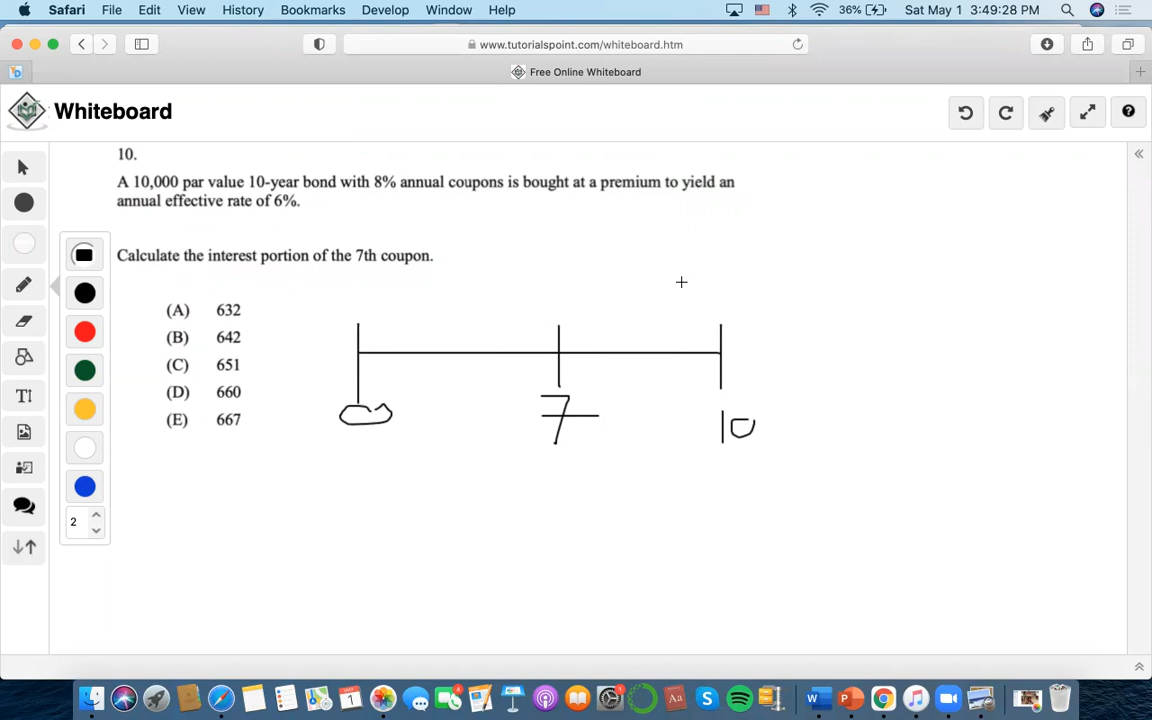 Safari File Edit View History Bookmarks Develop Window Help 36% Sat May 1 3:49:28 PM
www.tutorialspoint.com/whiteboard.htm
Free Online Whiteboard
Whiteboard
10.
A 10,000 par value 10-year bond with 8% annual coupons is bought at a premium to yield an
annual effective rate of 6%.
Calculate the interest portion of the 7th coupon.
(A) 632
(B) 642
(C) 651
(D) 660
(E) 667
7
10
2